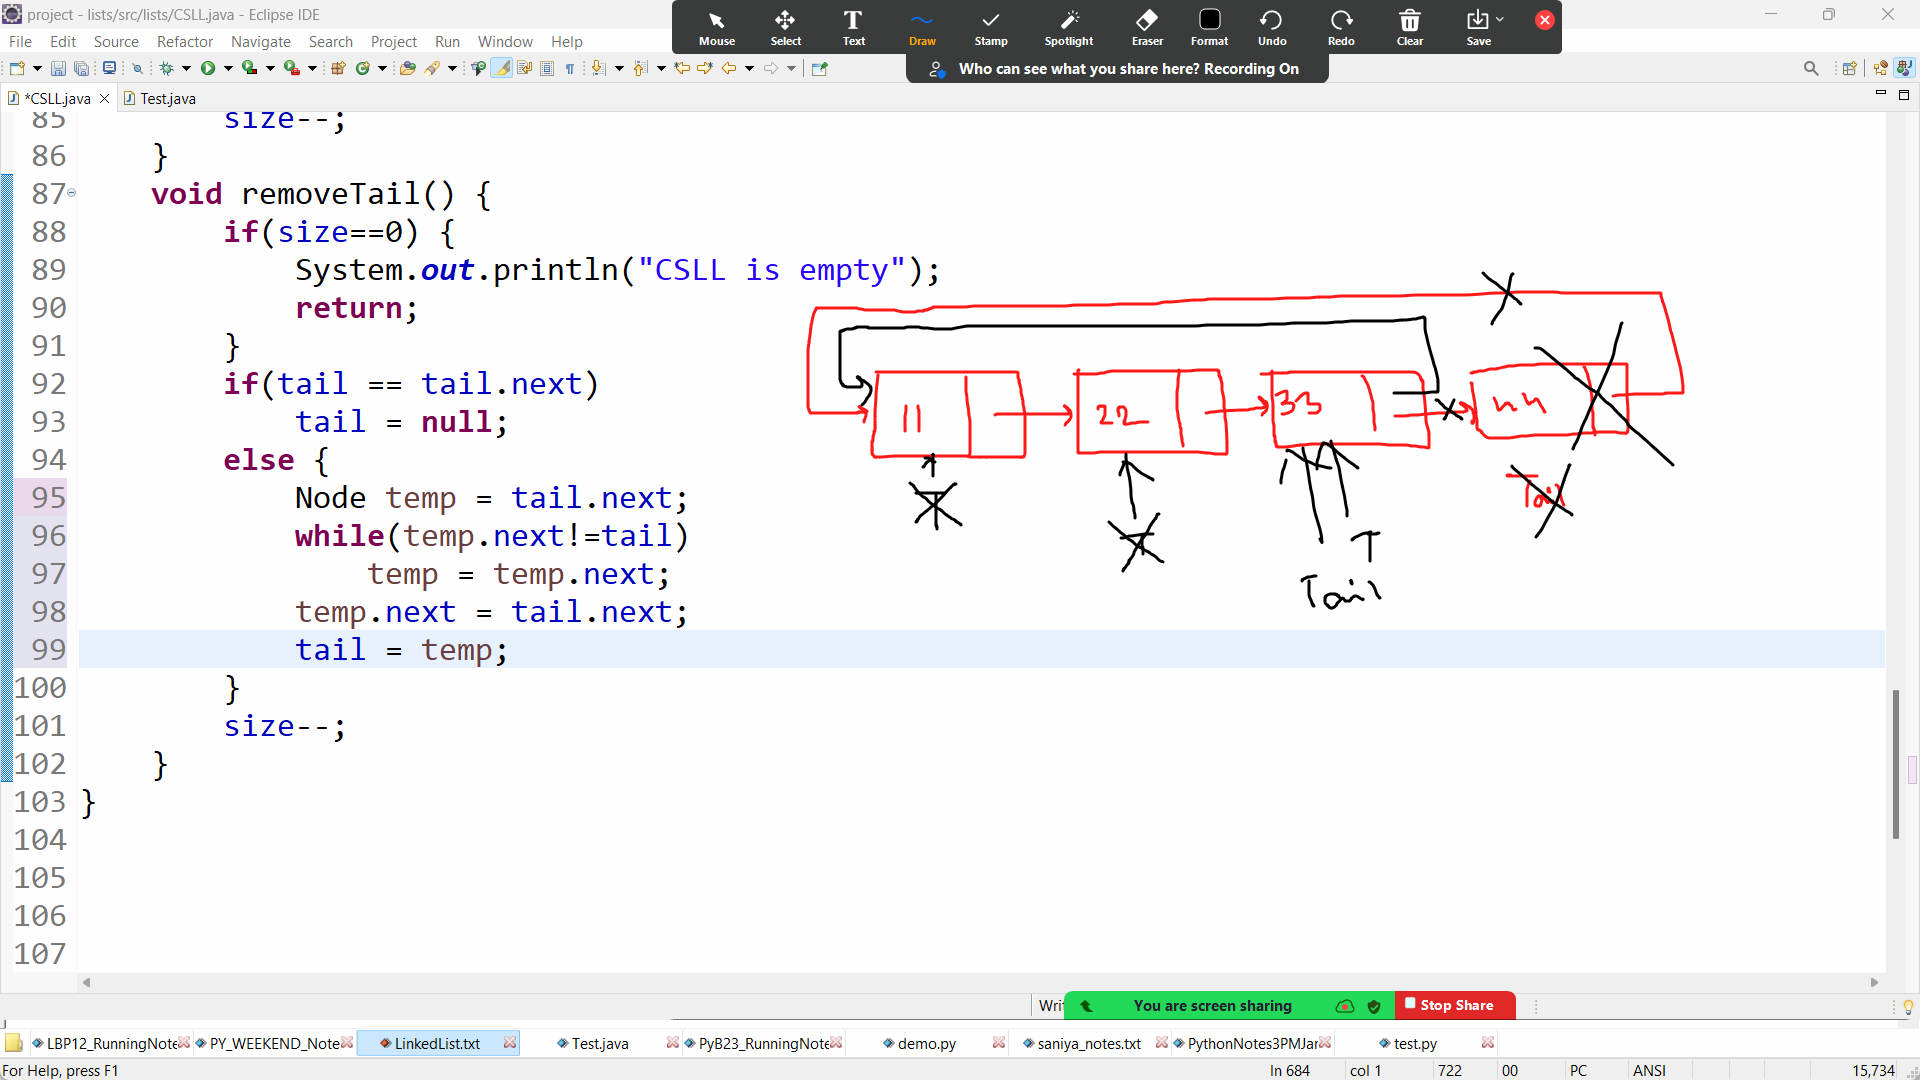 project - lists/src/lists/CSLL.java - Eclipse IDE
Mouse Select Text Draw Stamp Spotlight Eraser Format Undo Redo Clear Save
File Edit Source Refactor Navigate Search Project Run Window Help
Who can see what you share here? Recording On
*CSLL.java Test.java
85 size--;
86 }
87 void removeTail() {
88 if(size==0) {
89 System.out.println("CSLL is empty");
90 return;
91 }
92 if(tail == tail.next)
93 tail = null;
94 else {
95 Node temp = tail.next;
96 while(temp.next!=tail)
97 temp = temp.next;
98 temp.next = tail.next;
99 tail = temp;
100 }
101 size--;
102 }
103 }
104
105
106
107
11 22 33 44
Tail
T
T
T
Tail
Writ
You are screen sharing Stop Share
LBP12_RunningNote PY_WEEKEND_Note LinkedList.txt Test.java PyB23_RunningNote demo.py saniya_notes.txt PythonNotes3PMJar test.py
For Help, press F1 ln 684 col 1 722 00 PC ANSI 15,734